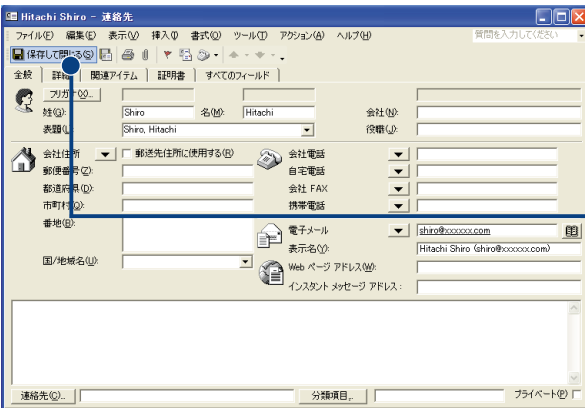 Hitachi Shiro - 連絡先
ファイル(F) 編集(E) 表示(V) 挿入(I) 書式(O) ツール(T) アクション(A) ヘルプ(H) 質問を入力してください
保存して閉じる(S)
全般 詳細 関連アイテム 証明書 すべてのフィールド
フリガナ(X)...
姓(G): Shiro 名(M): Hitachi 会社(N):
表題(L): Shiro, Hitachi 役職(J):
会社住所 郵送先住所に使用する(R) 会社電話
郵便番号(Z): 自宅電話
都道府県(D): 会社 FAX
市町村(Q): 携帯電話
番地(B): 電子メール shiro@xxxxxx.com
表示名(Y): Hitachi Shiro (shiro@xxxxxx.com)
国/地域名(U): Web ページ アドレス(W):
インスタント メッセージ アドレス:
連絡先(C)... 分類項目... プライベート(P)